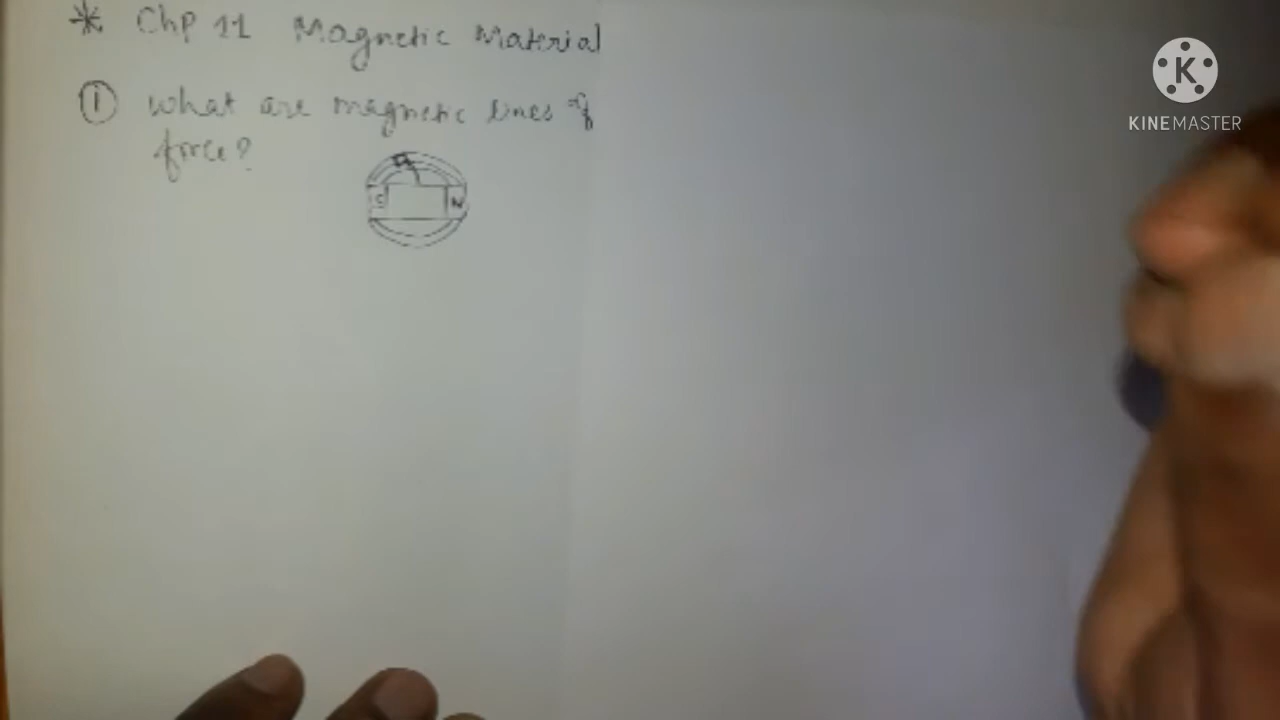 * Chp 11 Magnetic Material
① What are magnetic lines of
force?
S N
K
KINEMASTER